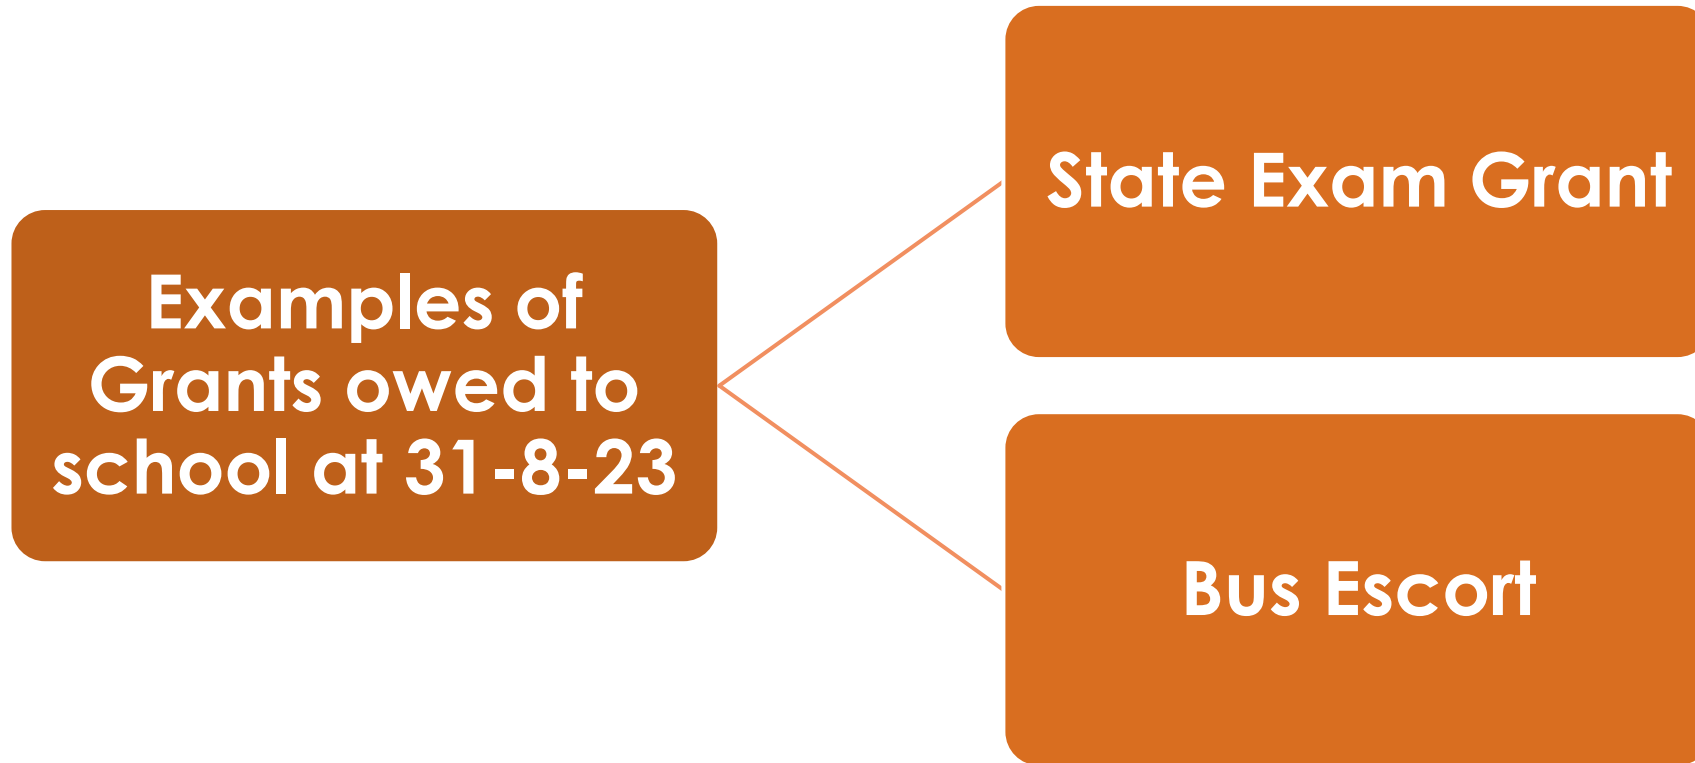 Examples of
Grants owed to
school at 31-8-23
State Exam Grant
Bus Escort